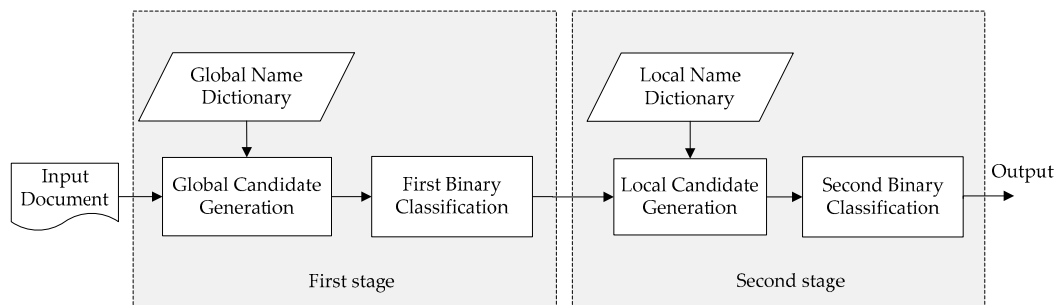 Global Name
Dictionary
Local Name
Dictionary
Input
Document
Global Candidate
Generation
First Binary
Classification
Local Candidate
Generation
Second Binary
Classification
Output
First stage
Second stage